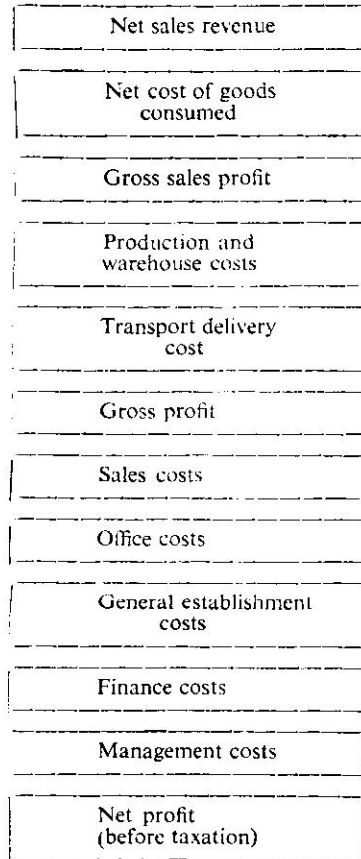 Net sales revenue
Net cost of goods
consumed
Gross sales profit
Production and
warehouse costs
Transport delivery
cost
Gross profit
Sales costs
Office costs
General establishment
costs
Finance costs
Management costs
Net profit
(before taxation)